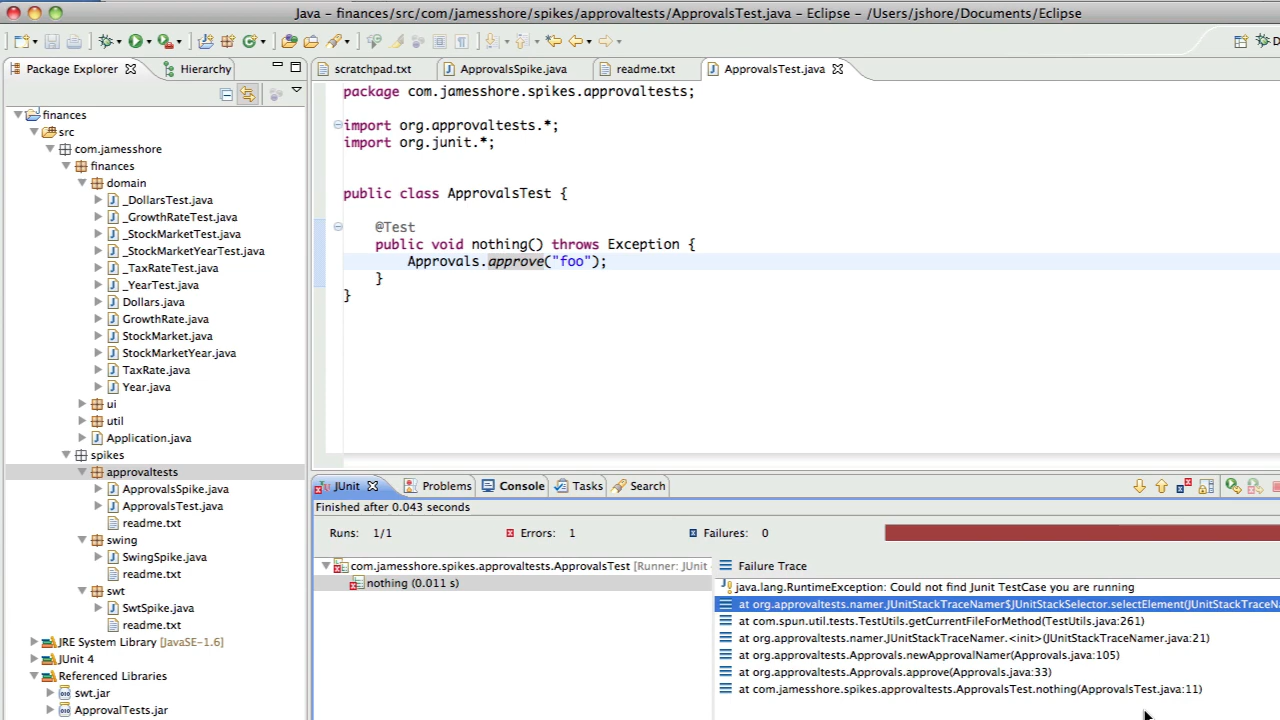 Java – finances/src/com/jamesshore/spikes/approvaltests/ApprovalsTest.java – Eclipse – /Users/jshore/Documents/Eclipse
Package Explorer
Hierarchy
finances
src
com.jamesshore
finances
domain
_DollarsTest.java
_GrowthRateTest.java
_StockMarketTest.java
_StockMarketYearTest.java
_TaxRateTest.java
_YearTest.java
Dollars.java
GrowthRate.java
StockMarket.java
StockMarketYear.java
TaxRate.java
Year.java
ui
util
Application.java
spikes
approvaltests
ApprovalsSpike.java
ApprovalsTest.java
readme.txt
swing
SwingSpike.java
readme.txt
swt
SwtSpike.java
readme.txt
JRE System Library [JavaSE-1.6]
JUnit 4
Referenced Libraries
swt.jar
ApprovalTests.jar
scratchpad.txt
ApprovalsSpike.java
readme.txt
ApprovalsTest.java
package com.jamesshore.spikes.approvaltests;
import org.approvaltests.*;
import org.junit.*;
public class ApprovalsTest {
@Test
public void nothing() throws Exception {
Approvals.approve("foo");
}
}
JUnit
Problems
Console
Tasks
Search
Finished after 0.043 seconds
Runs: 1/1
Errors: 1
Failures: 0
com.jamesshore.spikes.approvaltests.ApprovalsTest [Runner: JUnit
nothing (0.011 s)
Failure Trace
java.lang.RuntimeException: Could not find Junit TestCase you are running
at org.approvaltests.namer.JUnitStackTraceNamer$JUnitStackSelector.selectElement(JUnitStackTraceNa
at com.spun.util.tests.TestUtils.getCurrentFileForMethod(TestUtils.java:261)
at org.approvaltests.namer.JUnitStackTraceNamer.<init>(JUnitStackTraceNamer.java:21)
at org.approvaltests.Approvals.newApprovalNamer(Approvals.java:105)
at org.approvaltests.Approvals.approve(Approvals.java:33)
at com.jamesshore.spikes.approvaltests.ApprovalsTest.nothing(ApprovalsTest.java:11)